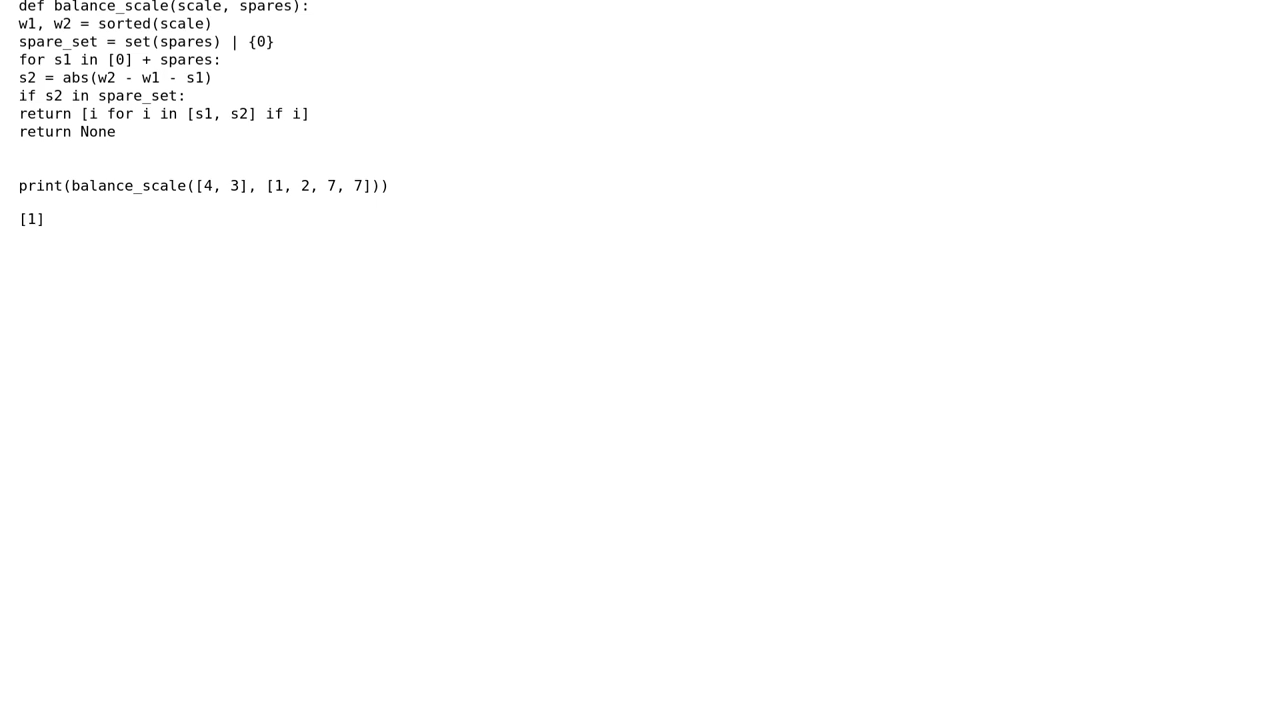 def balance_scale(scale, spares):
w1, w2 = sorted(scale)
spare_set = set(spares) | {0}
for s1 in [0] + spares:
s2 = abs(w2 - w1 - s1)
if s2 in spare_set:
return [i for i in [s1, s2] if i]
return None
print(balance_scale([4, 3], [1, 2, 7, 7]))
[1]